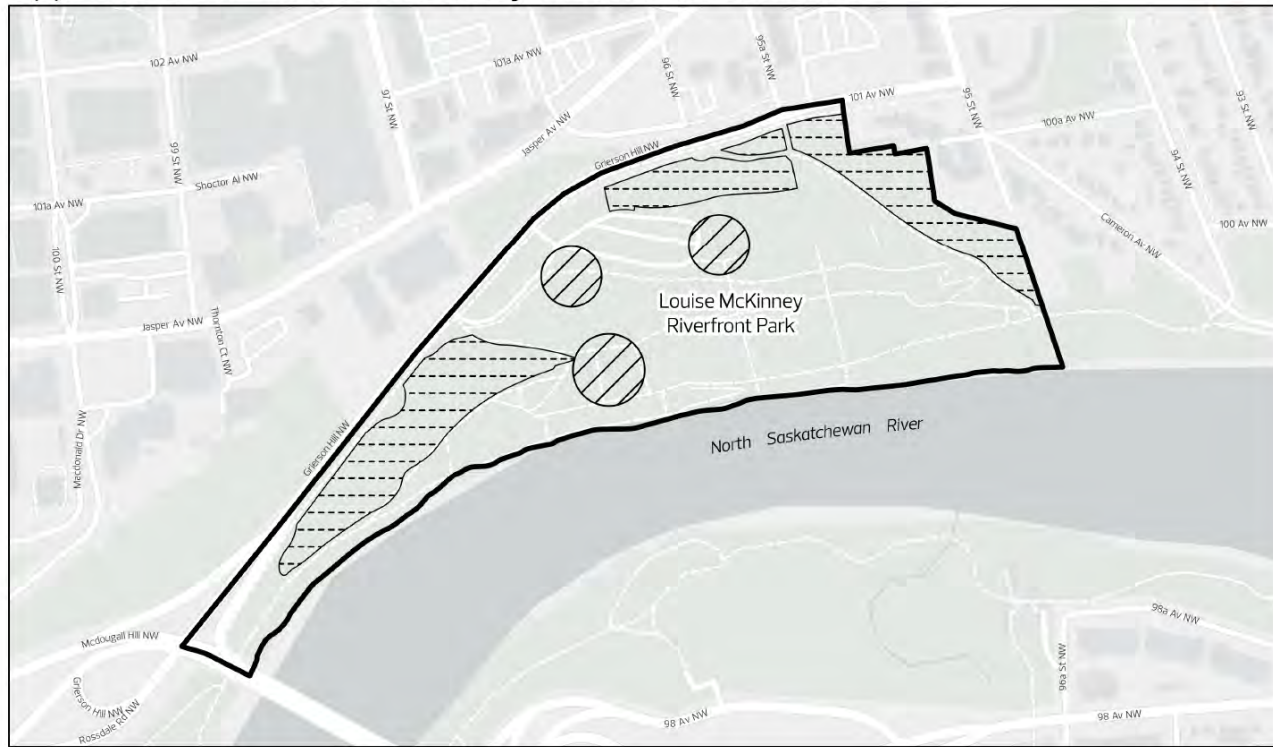 102 Av NW
101a Av NW
96 St NW
95a St NW
101 Av NW
95 St NW
100a Av NW
93 St NW
97 St NW
Jasper Av NW
Grierson Hill NW
99 St NW
Shoctor Al NW
94 St NW
101a Av NW
Cameron Av NW
100 Av NW
100 St NW
Louise McKinney
Riverfront Park
Thornton Ct NW
Jasper Av NW
Macdonald Dr NW
Grierson Hill NW
North Saskatchewan River
98a Av NW
Mcdougall Hill NW
96a St NW
Grierson Hill NW
Rossdale Rd NW
98 Av NW
98 Av NW